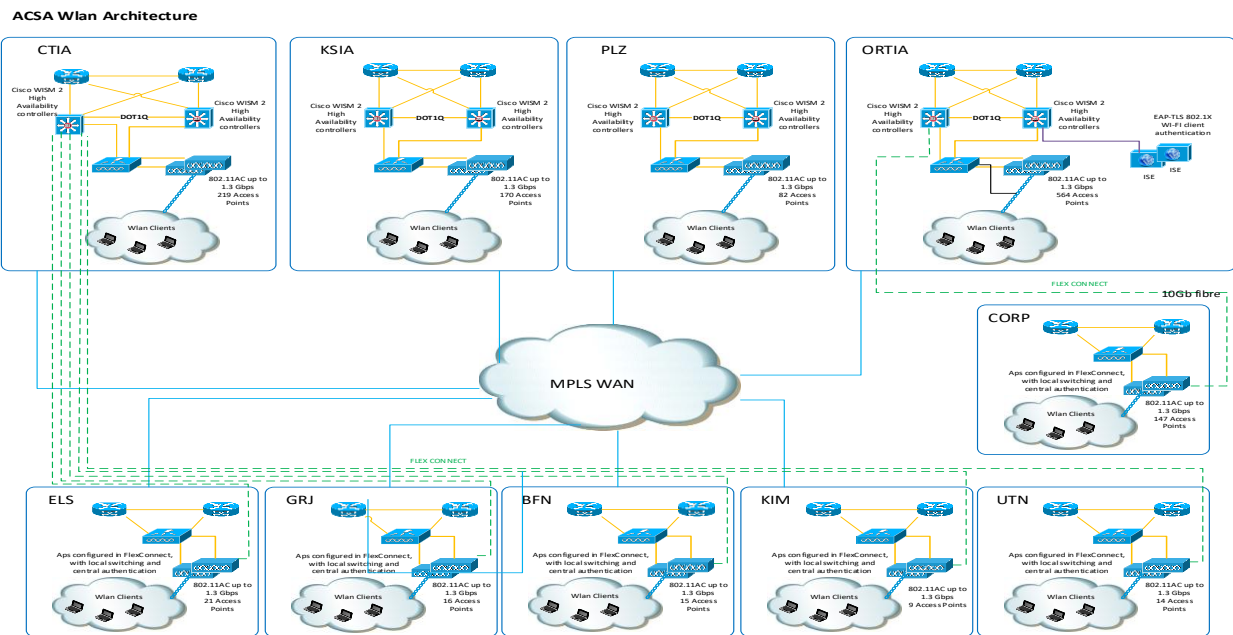 ACSA Wlan Architecture
CTIA
Cisco WISM 2
High
Availability
controllers
DOT1Q
Cisco WISM 2
High
Availability
controllers
802.11AC up to
1.3 Gbps
219 Access
Points
Wlan Clients
KSIA
Cisco WISM 2
High
Availability
controllers
DOT1Q
Cisco WISM 2
High
Availability
controllers
802.11AC up to
1.3 Gbps
170 Access
Points
Wlan Clients
PLZ
Cisco WISM 2
High
Availability
controllers
DOT1Q
Cisco WISM 2
High
Availability
controllers
802.11AC up to
1.3 Gbps
82 Access
Points
Wlan Clients
ORTIA
Cisco WISM 2
High
Availability
controllers
DOT1Q
Cisco WISM 2
High
Availability
controllers
EAP-TLS 802.1X
WI-FI client
authentication
ISE
ISE
802.11AC up to
1.3 Gbps
564 Access
Points
Wlan Clients
FLEX CONNECT
10Gb fibre
CORP
Aps configured in FlexConnect,
with local switching and
central authentication
802.11AC up to
1.3 Gbps
147 Access
Points
Wlan Clients
MPLS WAN
FLEX CONNECT
ELS
Aps configured in FlexConnect,
with local switching and
central authentication
802.11AC up to
1.3 Gbps
21 Access
Points
Wlan Clients
GRJ
Aps configured in FlexConnect,
with local switching and
central authentication
802.11AC up to
1.3 Gbps
16 Access
Points
Wlan Clients
BFN
Aps configured in FlexConnect,
with local switching and
central authentication
802.11AC up to
1.3 Gbps
15 Access
Points
Wlan Clients
KIM
Aps configured in FlexConnect,
with local switching and
central authentication
802.11AC up to
1.3 Gbps
9 Access Points
Wlan Clients
UTN
Aps configured in FlexConnect,
with local switching and
central authentication
802.11AC up to
1.3 Gbps
14 Access
Points
Wlan Clients